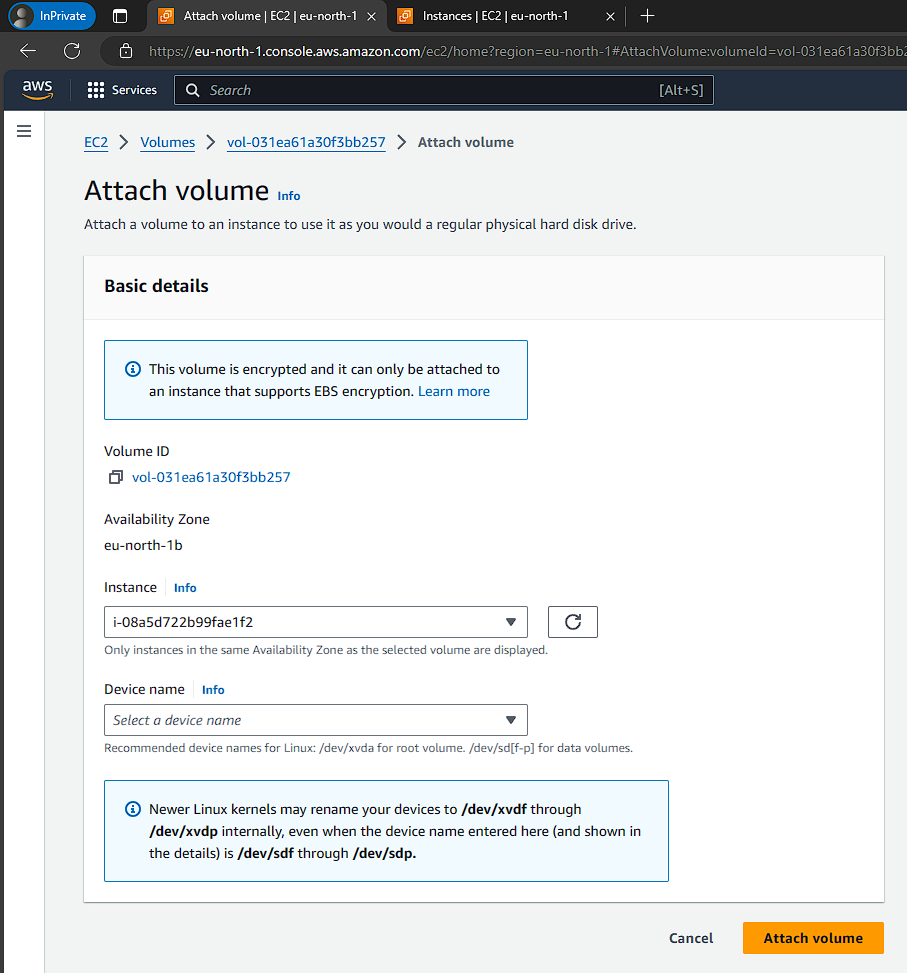 InPrivate
Attach volume | EC2 | eu-north-1
Instances | EC2 | eu-north-1
https://eu-north-1.console.aws.amazon.com/ec2/home?region=eu-north-1#AttachVolume:volumeId=vol-031ea61a30f3bb2
aws
Services
Search
[Alt+S]
EC2
Volumes
vol-031ea61a30f3bb257
Attach volume
Attach volume Info
Attach a volume to an instance to use it as you would a regular physical hard disk drive.
Basic details
This volume is encrypted and it can only be attached to
an instance that supports EBS encryption. Learn more
Volume ID
vol-031ea61a30f3bb257
Availability Zone
eu-north-1b
Instance Info
i-08a5d722b99fae1f2
Only instances in the same Availability Zone as the selected volume are displayed.
Device name Info
Select a device name
Recommended device names for Linux: /dev/xvda for root volume. /dev/sd[f-p] for data volumes.
Newer Linux kernels may rename your devices to /dev/xvdf through
/dev/xvdp internally, even when the device name entered here (and shown in
the details) is /dev/sdf through /dev/sdp.
Cancel
Attach volume